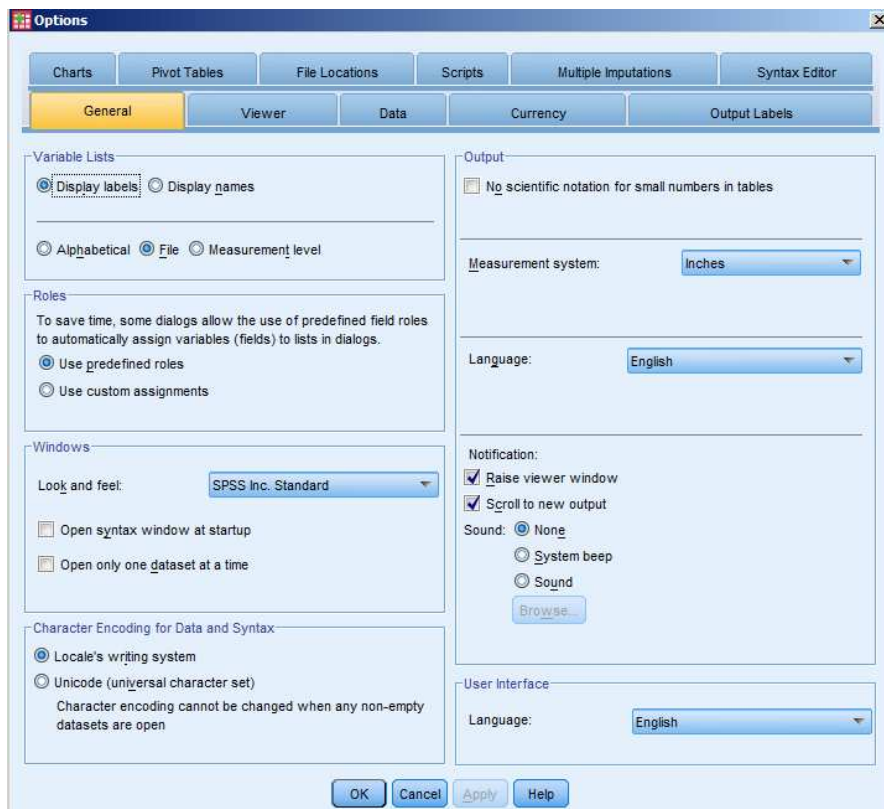 Options
Charts
Pivot Tables
File Locations
Scripts
Multiple Imputations
Syntax Editor
General
Viewer
Data
Currency
Output Labels
Variable Lists
Display labels
Display names
Alphabetical
File
Measurement level
Roles
To save time, some dialogs allow the use of predefined field roles
to automatically assign variables (fields) to lists in dialogs.
Use predefined roles
Use custom assignments
Windows
Look and feel:
SPSS Inc. Standard
Open syntax window at startup
Open only one dataset at a time
Character Encoding for Data and Syntax
Locale's writing system
Unicode (universal character set)
Character encoding cannot be changed when any non-empty
datasets are open
Output
No scientific notation for small numbers in tables
Measurement system:
Inches
Language:
English
Notification:
Raise viewer window
Scroll to new output
Sound:
None
System beep
Sound
Browse...
User Interface
Language:
English
OK
Cancel
Apply
Help